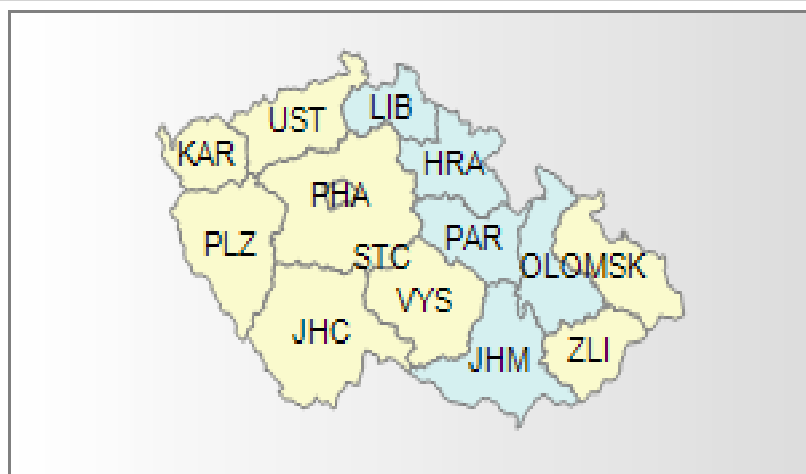 LIB
UST
KAR
HRA
PHA
PAR
PLZ
STC
OLOMSK
VYS
JHC
ZLI
JHM